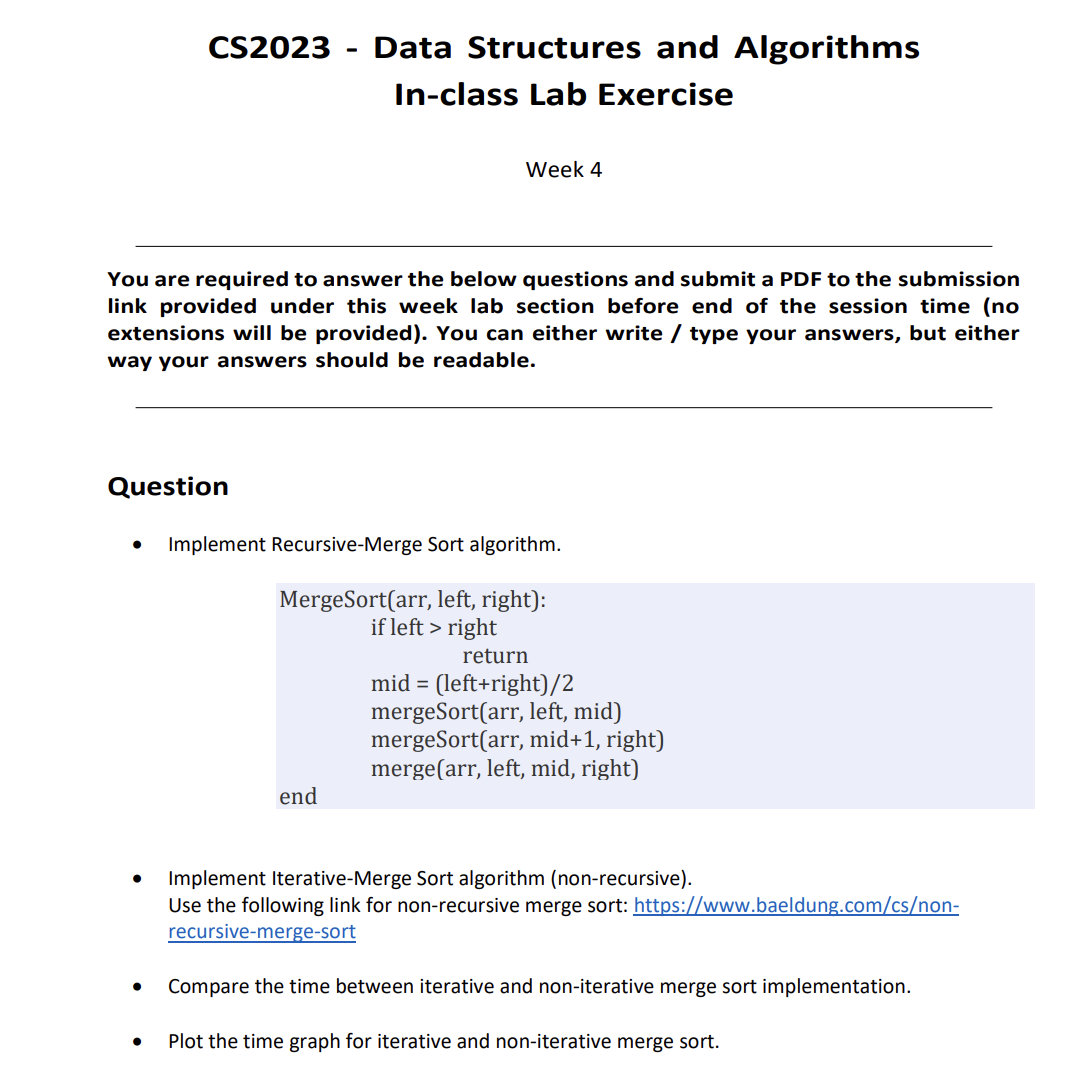 CS2023 - Data Structures and Algorithms
In-class Lab Exercise
Week 4
You are required to answer the below questions and submit a PDF to the submission
link provided under this week lab section before end of the session time (no
extensions will be provided). You can either write / type your answers, but either
way your answers should be readable.
Question
• Implement Recursive-Merge Sort algorithm.
MergeSort(arr, left, right):
if left > right
return
mid = (left+right)/2
mergeSort(arr, left, mid)
mergeSort(arr, mid+1, right)
merge(arr, left, mid, right)
end
• Implement Iterative-Merge Sort algorithm (non-recursive).
Use the following link for non-recursive merge sort: https://www.baeldung.com/cs/non-
recursive-merge-sort
• Compare the time between iterative and non-iterative merge sort implementation.
• Plot the time graph for iterative and non-iterative merge sort.